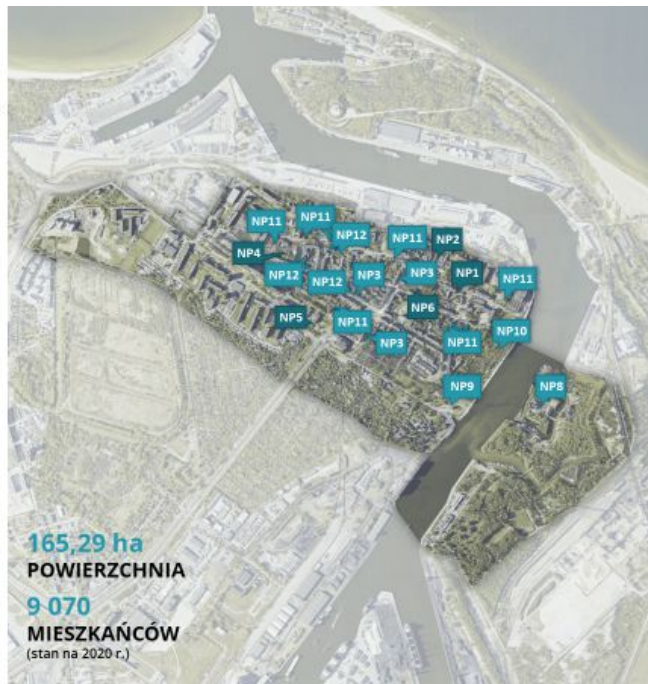 NP11
NP11
NP12
NP11
NP2
NP4
NP12
NP12
NP3
NP3
NP1
NP11
NP5
NP11
NP6
NP3
NP11
NP10
NP9
NP8
165,29 ha
POWIERZCHNIA
9 070
MIESZKAŃCÓW
(stan na 2020 r.)